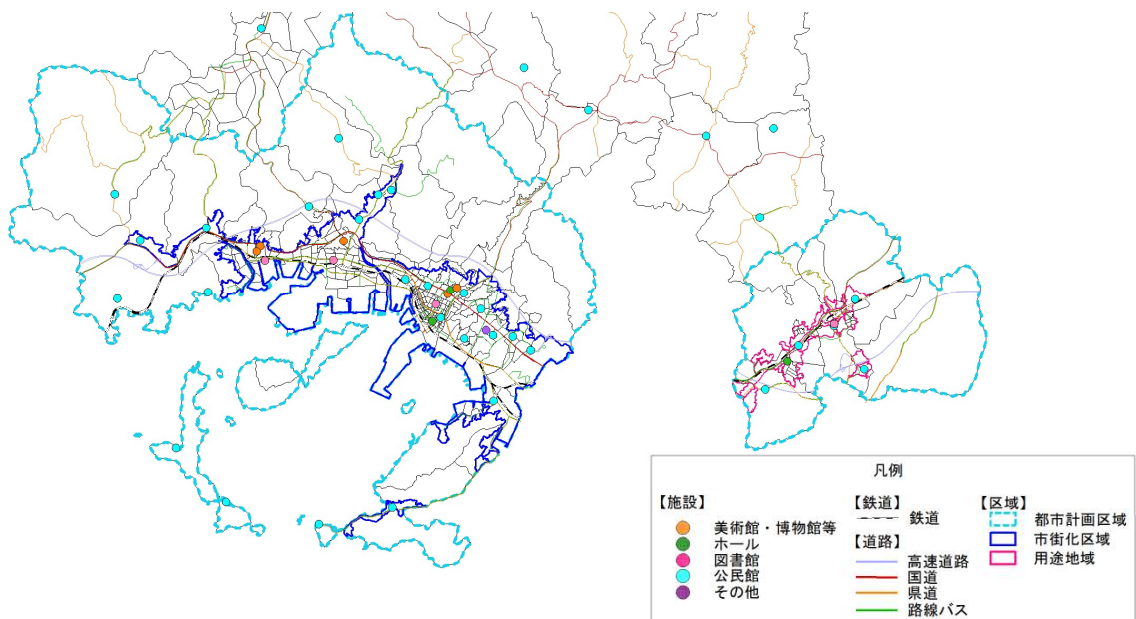 凡例
【施設】
美術館・博物館等
ホール
図書館
公民館
その他
【鉄道】
鉄道
【道路】
高速道路
国道
県道
路線バス
【区域】
都市計画区域
市街化区域
用途地域